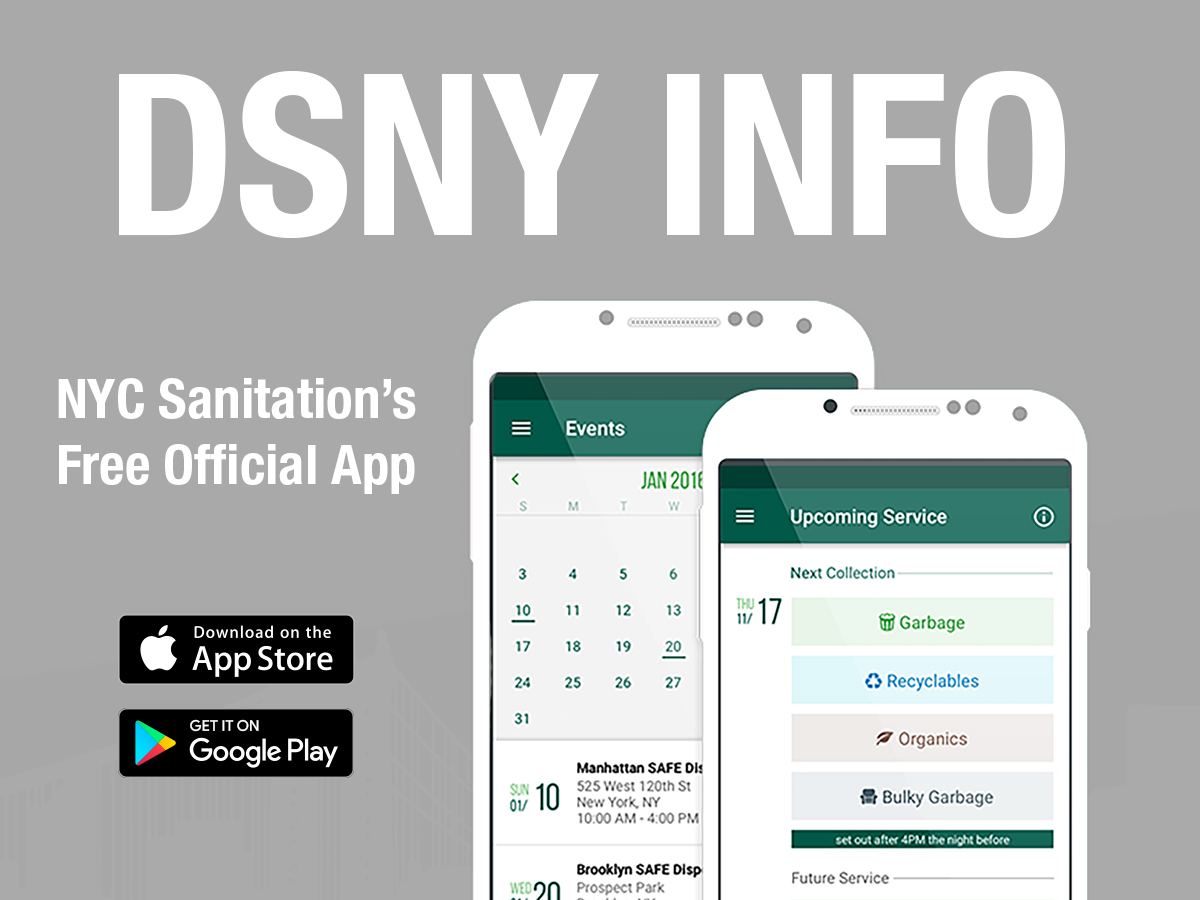 DSNY INFO
NYC Sanitation's
Free Official App
Download on the
App Store
GET IT ON
Google Play
Events
JAN 2016
S M T W
3 4 5 6
10 11 12 13
17 18 19 20
24 25 26 27
31
SUN
01/ 10
Manhattan SAFE Dis
525 West 120th St
New York, NY
10:00 AM - 4:00 PM
WED 20
Brooklyn SAFE Disp
Prospect Park
Upcoming Service
Next Collection
THU
11/ 17
Garbage
Recyclables
Organics
Bulky Garbage
set out after 4PM the night before
Future Service